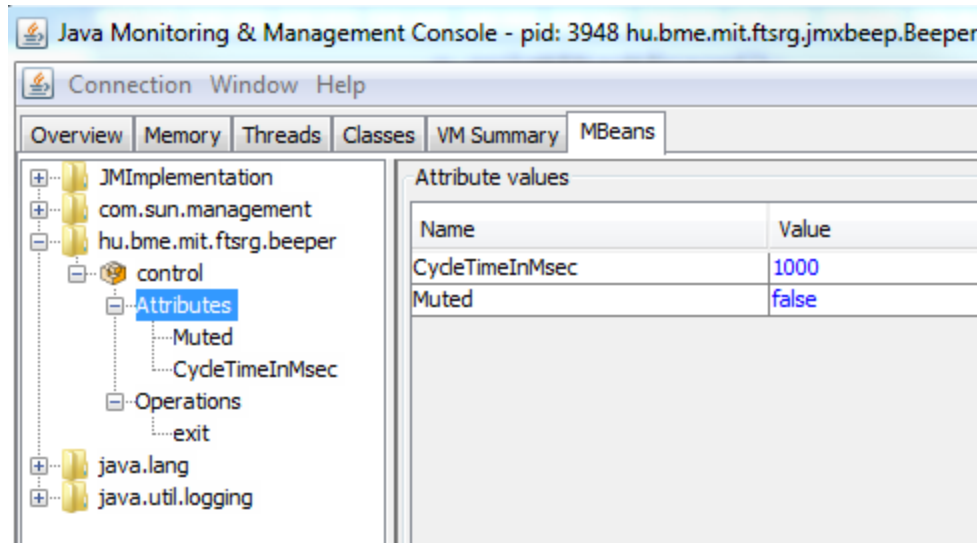 Java Monitoring & Management Console - pid: 3948 hu.bme.mit.ftsrg.jmxbeep.Beeper
Connection Window Help
Overview Memory Threads Classes VM Summary MBeans
JMImplementation
com.sun.management
hu.bme.mit.ftsrg.beeper
control
Attributes
Muted
CycleTimeInMsec
Operations
exit
java.lang
java.util.logging
Attribute values
Name Value
CycleTimeInMsec 1000
Muted false